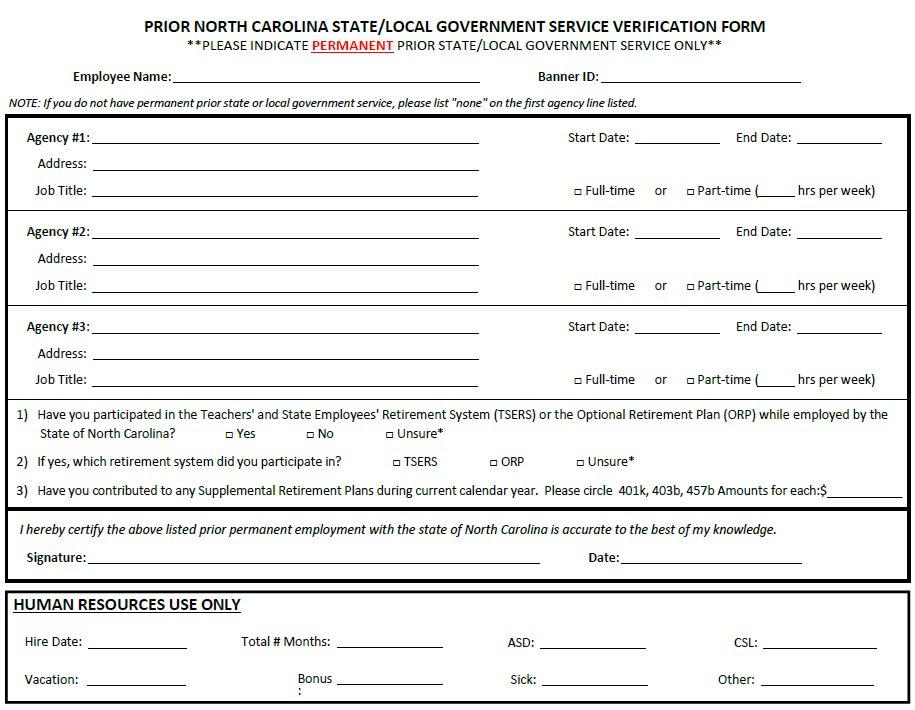 PRIOR NORTH CAROLINA STATE/LOCAL GOVERNMENT SERVICE VERIFICATION FORM
**PLEASE INDICATE PERMANENT PRIOR STATE/LOCAL GOVERNMENT SERVICE ONLY**
Employee Name: Banner ID:
NOTE: If you do not have permanent prior state or local government service, please list "none" on the first agency line listed.
Agency #1: Start Date: End Date:
Address:
Job Title: □ Full-time or □ Part-time (_____ hrs per week)
Agency #2: Start Date: End Date:
Address:
Job Title: □ Full-time or □ Part-time (_____ hrs per week)
Agency #3: Start Date: End Date:
Address:
Job Title: □ Full-time or □ Part-time (_____ hrs per week)
1) Have you participated in the Teachers' and State Employees' Retirement System (TSERS) or the Optional Retirement Plan (ORP) while employed by the
State of North Carolina? □ Yes □ No □ Unsure*
2) If yes, which retirement system did you participate in? □ TSERS □ ORP □ Unsure*
3) Have you contributed to any Supplemental Retirement Plans during current calendar year. Please circle 401k, 403b, 457b Amounts for each:$___________
I hereby certify the above listed prior permanent employment with the state of North Carolina is accurate to the best of my knowledge.
Signature: Date:
HUMAN RESOURCES USE ONLY
Hire Date: Total # Months: ASD: CSL:
Vacation: Bonus Sick: Other:
: